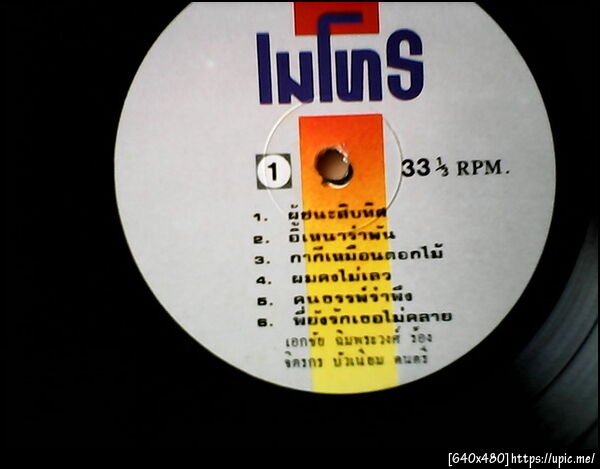 เมโทร
1
33 1/3 RPM.
1. ผู้ชนะสิบทิศ
2. อิเหนารำพัน
3. กากีเหมือนดอกไม้
4. ผมคงไม่เลว
5. คนธรรพ์รำพึง
6. พี่ยังรักเธอไม่คลาย
เอกชัย ฉิมพระวงศ์ ร้อง
จิตรกร บัวเนียม ดนตรี
[640x480]https://upic.me/